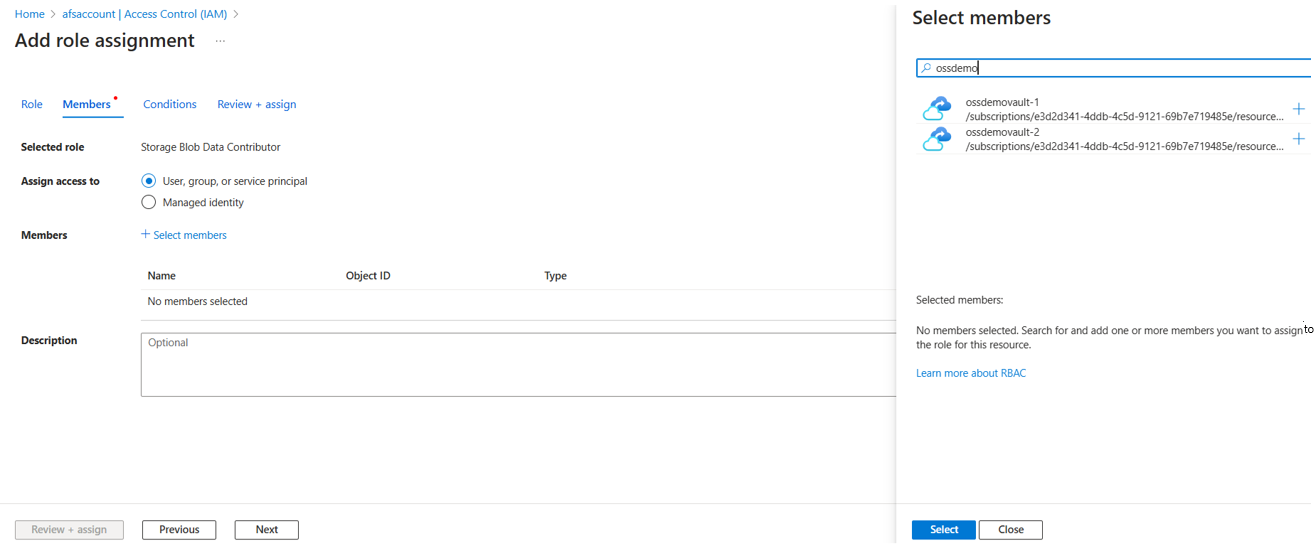 Home > afsaccount | Access Control (IAM) >
Add role assignment ...
Role Members Conditions Review + assign
Selected role Storage Blob Data Contributor
Assign access to User, group, or service principal
Managed identity
Members + Select members
Name Object ID Type
No members selected
Description Optional
Review + assign Previous Next
Select members
ossdemo
ossdemovault-1
/subscriptions/e3d2d341-4ddb-4c5d-9121-69b7e719485e/resource...
ossdemovault-2
/subscriptions/e3d2d341-4ddb-4c5d-9121-69b7e719485e/resource...
Selected members:
No members selected. Search for and add one or more members you want to assign to
the role for this resource.
Learn more about RBAC
Select Close